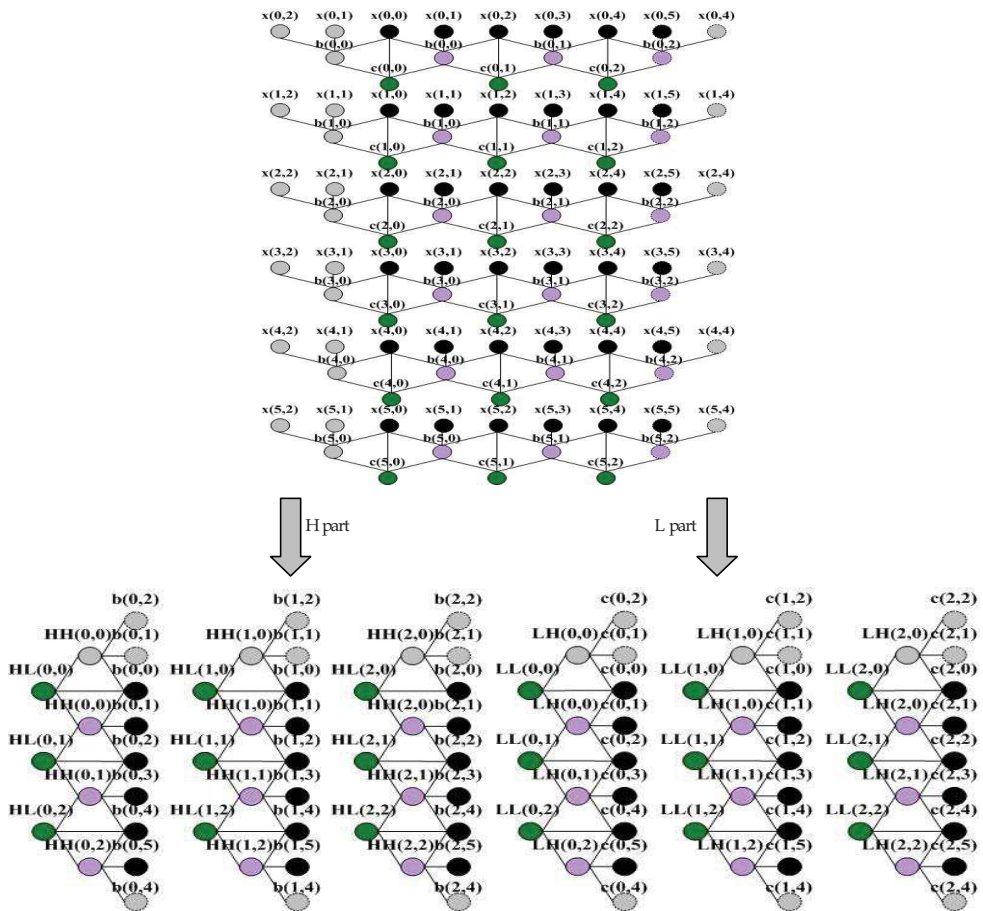 x(0,2) x(0,1) x(0,0) x(0,1) x(0,2) x(0,3) x(0,4) x(0,5) x(0,4)
b(0,0) b(0,0) b(0,1) b(0,2)
c(0,0) c(0,1) c(0,2)
x(1,2) x(1,1) x(1,0) x(1,1) x(1,2) x(1,3) x(1,4) x(1,5) x(1,4)
b(1,0) b(1,0) b(1,1) b(1,2)
c(1,0) c(1,1) c(1,2)
x(2,2) x(2,1) x(2,0) x(2,1) x(2,2) x(2,3) x(2,4) x(2,5) x(2,4)
b(2,0) b(2,0) b(2,1) b(2,2)
c(2,0) c(2,1) c(2,2)
x(3,2) x(3,1) x(3,0) x(3,1) x(3,2) x(3,3) x(3,4) x(3,5) x(3,4)
b(3,0) b(3,0) b(3,1) b(3,2)
c(3,0) c(3,1) c(3,2)
x(4,2) x(4,1) x(4,0) x(4,1) x(4,2) x(4,3) x(4,4) x(4,5) x(4,4)
b(4,0) b(4,0) b(4,1) b(4,2)
c(4,0) c(4,1) c(4,2)
x(5,2) x(5,1) x(5,0) x(5,1) x(5,2) x(5,3) x(5,4) x(5,5) x(5,4)
b(5,0) b(5,0) b(5,1) b(5,2)
c(5,0) c(5,1) c(5,2)
H part L part
b(0,2) b(1,2) b(2,2) c(0,2) c(1,2) c(2,2)
HH(0,0) b(0,1) HH(1,0) b(1,1) HH(2,0) b(2,1) LH(0,0) c(0,1) LH(1,0) c(1,1) LH(2,0) c(2,1)
HL(0,0) b(0,0) HL(1,0) b(1,0) HL(2,0) b(2,0) LL(0,0) c(0,0) LL(1,0) c(1,0) LL(2,0) c(2,0)
HH(0,0) b(0,1) HH(1,0) b(1,1) HH(2,0) b(2,1) LH(0,0) c(0,1) LH(1,0) c(1,1) LH(2,0) c(2,1)
HL(0,1) b(0,2) HL(1,1) b(1,2) HL(2,1) b(2,2) LL(0,1) c(0,2) LL(1,1) c(1,2) LL(2,1) c(2,2)
HH(0,1) b(0,3) HH(1,1) b(1,3) HH(2,1) b(2,3) LH(0,1) c(0,3) LH(1,1) c(1,3) LH(2,1) c(2,3)
HL(0,2) b(0,4) HL(1,2) b(1,4) HL(2,2) b(2,4) LL(0,2) c(0,4) LL(1,2) c(1,4) LL(2,2) c(2,4)
HH(0,2) b(0,5) HH(1,2) b(1,5) HH(2,2) b(2,5) LH(0,2) c(0,5) LH(1,2) c(1,5) LH(2,2) c(2,5)
b(0,4) b(1,4) b(2,4) c(0,4) c(1,4) c(2,4)